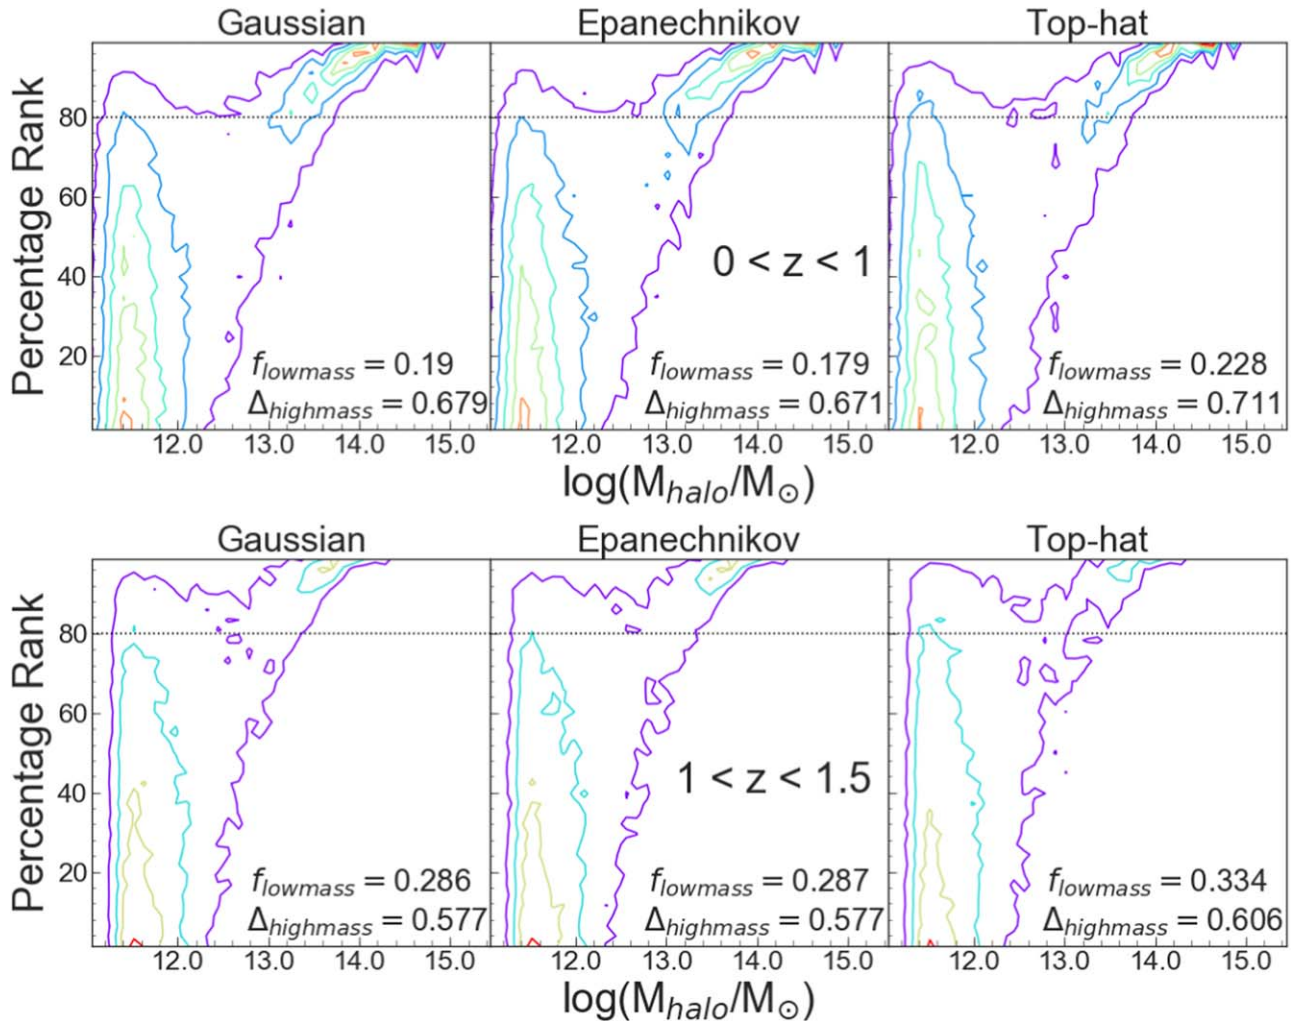 Gaussian Epanechnikov Top-hat
Percentage Rank
80
60
40
20
0 < z < 1
f_lowmass = 0.19
Δ_highmass = 0.679
f_lowmass = 0.179
Δ_highmass = 0.671
f_lowmass = 0.228
Δ_highmass = 0.711
12.0 13.0 14.0 15.0 12.0 13.0 14.0 15.0 12.0 13.0 14.0 15.0
log(M_halo/M_⊙)
Gaussian Epanechnikov Top-hat
Percentage Rank
80
60
40
20
1 < z < 1.5
f_lowmass = 0.286
Δ_highmass = 0.577
f_lowmass = 0.287
Δ_highmass = 0.577
f_lowmass = 0.334
Δ_highmass = 0.606
12.0 13.0 14.0 15.0 12.0 13.0 14.0 15.0 12.0 13.0 14.0 15.0
log(M_halo/M_⊙)